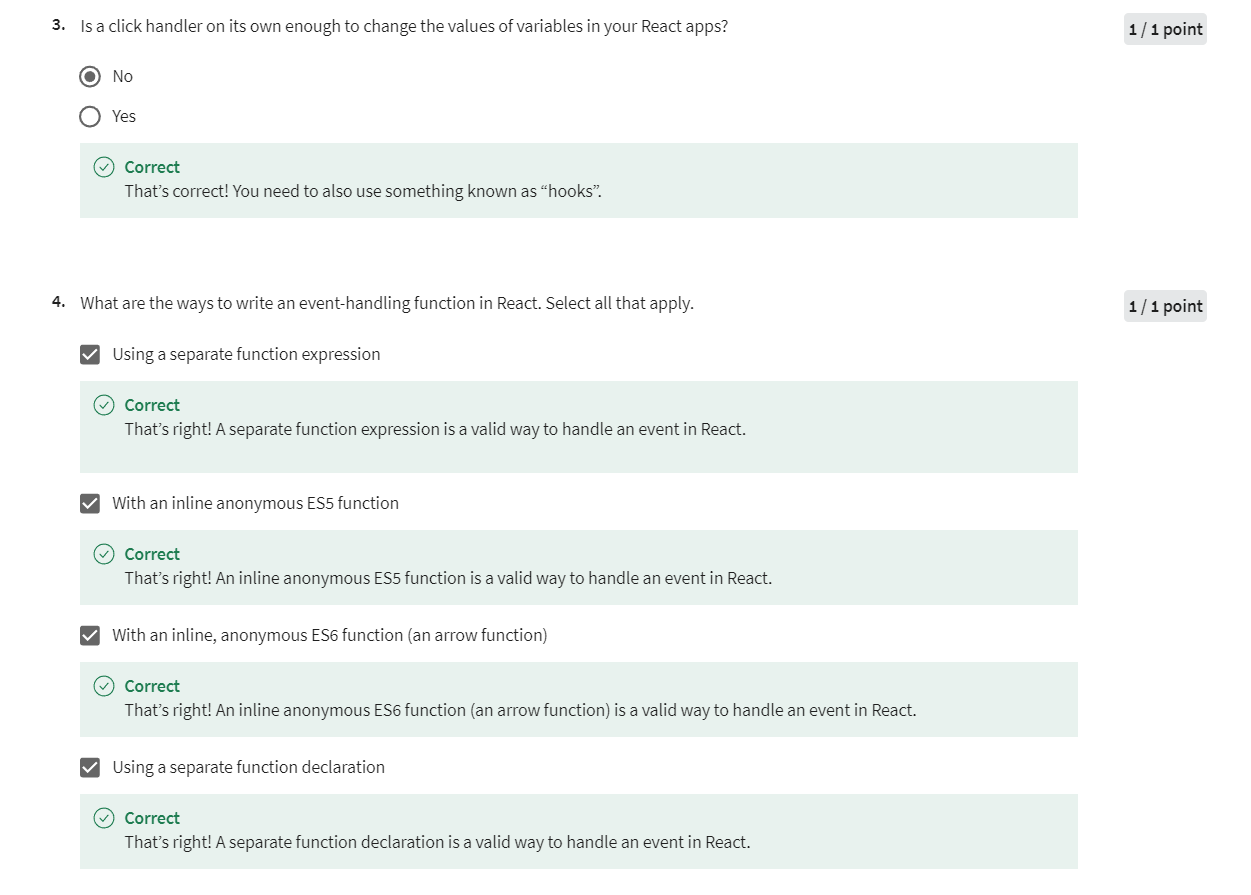 3. Is a click handler on its own enough to change the values of variables in your React apps?
1 / 1 point
No
Yes
Correct
That’s correct! You need to also use something known as “hooks”.
4. What are the ways to write an event-handling function in React. Select all that apply.
1 / 1 point
Using a separate function expression
Correct
That’s right! A separate function expression is a valid way to handle an event in React.
With an inline anonymous ES5 function
Correct
That’s right! An inline anonymous ES5 function is a valid way to handle an event in React.
With an inline, anonymous ES6 function (an arrow function)
Correct
That’s right! An inline anonymous ES6 function (an arrow function) is a valid way to handle an event in React.
Using a separate function declaration
Correct
That’s right! A separate function declaration is a valid way to handle an event in React.